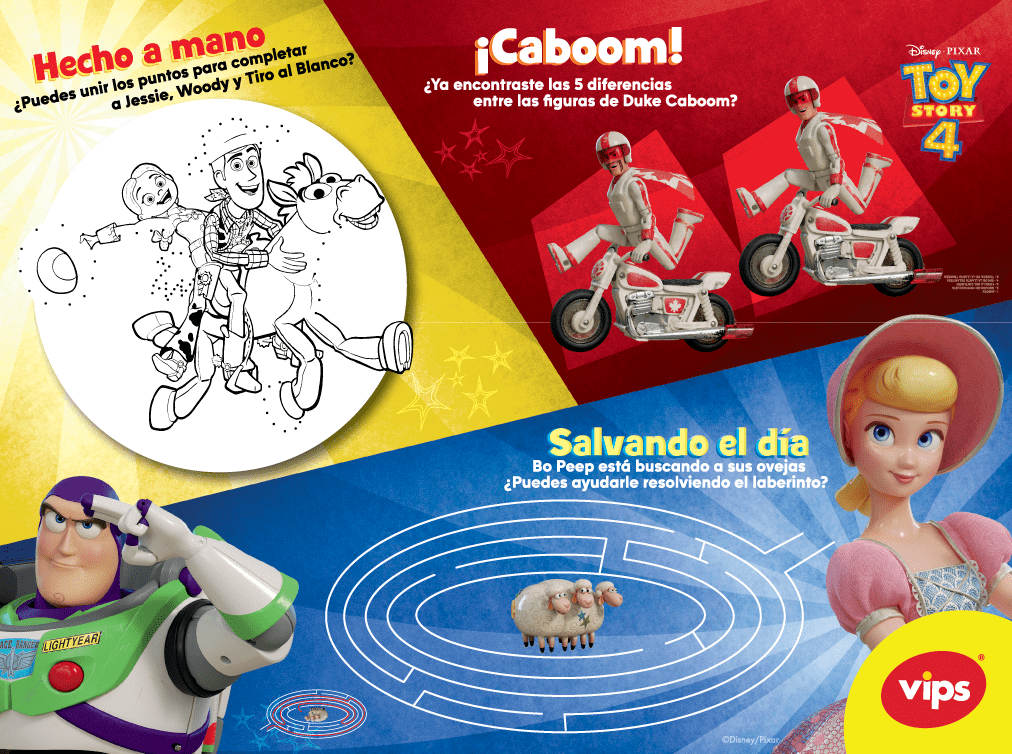 Hecho a mano
¿Puedes unir los puntos para completar
a Jessie, Woody y Tiro al Blanco?
¡Caboom!
¿Ya encontraste las 5 diferencias
entre las figuras de Duke Caboom?
Disney · PIXAR
TOY
STORY
4
Salvando el día
Bo Peep está buscando a sus ovejas
¿Puedes ayudarle resolviendo el laberinto?
LIGHTYEAR
vips®
©Disney/Pixar